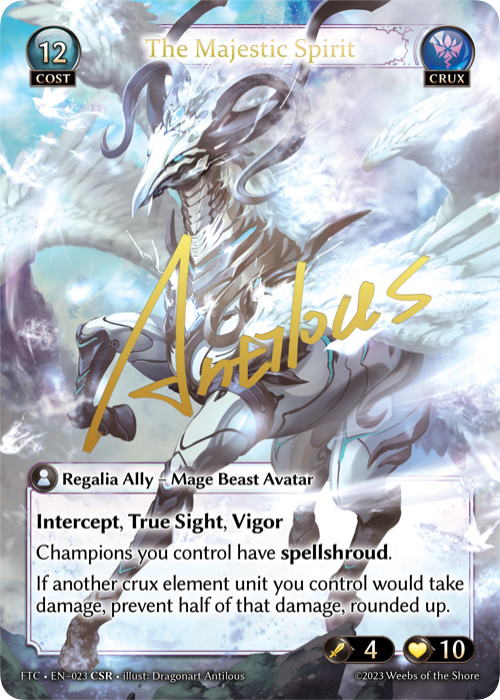 12
COST
The Majestic Spirit
CRUX
Antilous
Regalia Ally – Mage Beast Avatar
Intercept, True Sight, Vigor
Champions you control have spellshroud.
If another crux element unit you control would take
damage, prevent half of that damage, rounded up.
4
10
FTC • EN-023 CSR • illust: Dragonart Antilous
©2023 Weebs of the Shore